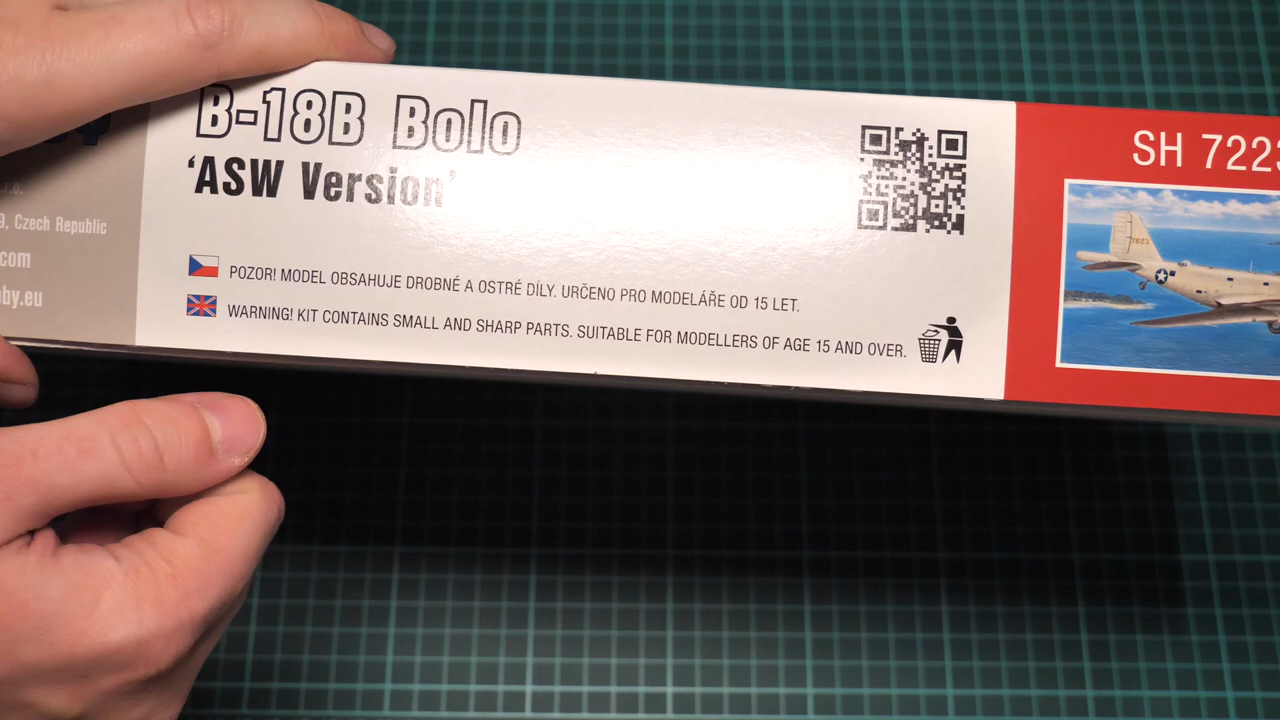 B-18B Bolo
'ASW Version'
9, Czech Republic
.com
by.eu
POZOR! MODEL OBSAHUJE DROBNÉ A OSTRÉ DÍLY. URČENO PRO MODELÁŘE OD 15 LET.
WARNING! KIT CONTAINS SMALL AND SHARP PARTS. SUITABLE FOR MODELLERS OF AGE 15 AND OVER.
SH 7223
7623